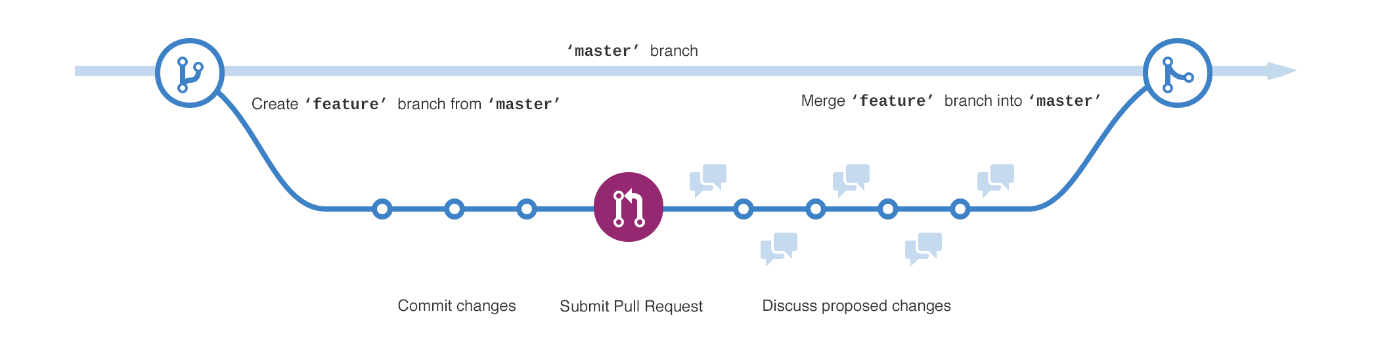 ‘master’ branch
Create ‘feature’ branch from ‘master’
Merge ‘feature’ branch into ‘master’
Commit changes
Submit Pull Request
Discuss proposed changes